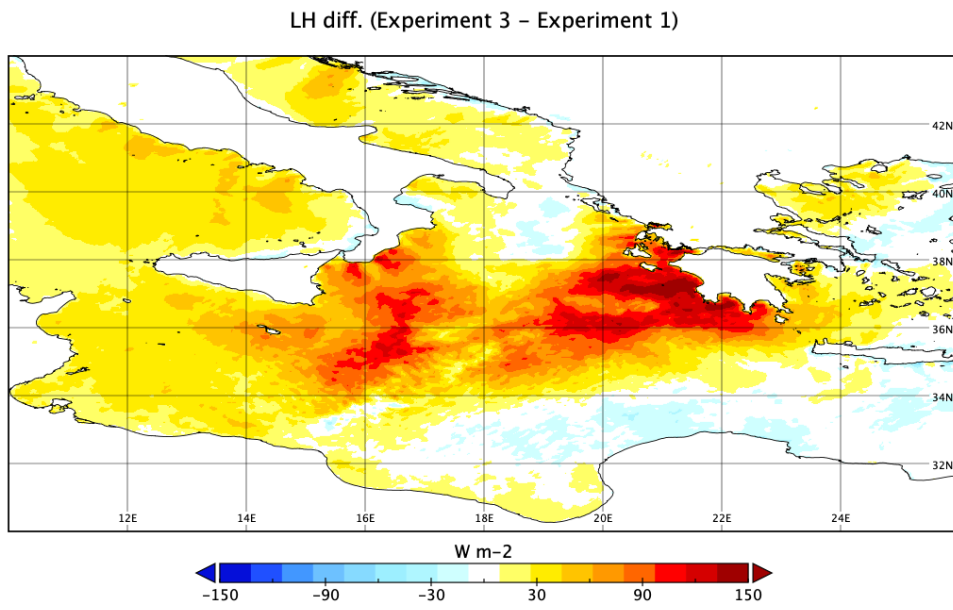 LH diff. (Experiment 3 – Experiment 1)
42N
40N
38N
36N
34N
32N
12E 14E 16E 18E 20E 22E 24E
W m-2
-150 -90 -30 30 90 150